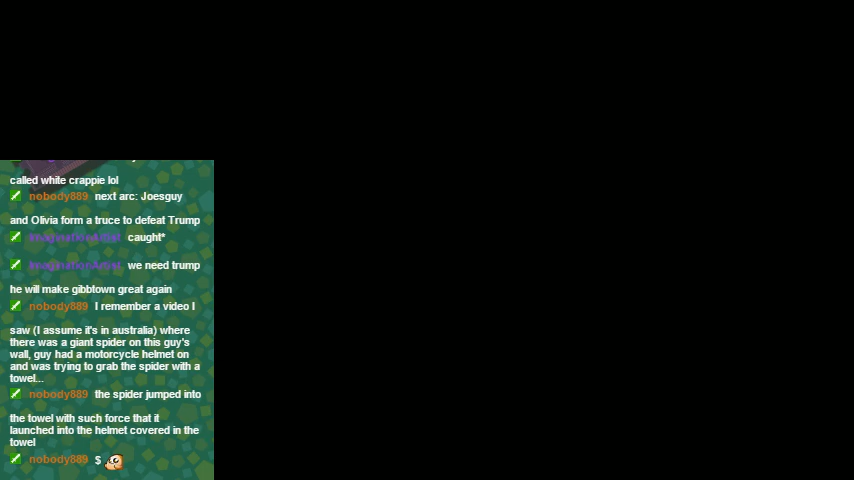 called white crappie lol
nobody889 next arc: Joesguy
and Olivia form a truce to defeat Trump
ImaginationArtist caught*
ImaginationArtist we need trump
he will make gibbtown great again
nobody889 I remember a video I
saw (I assume it's in australia) where
there was a giant spider on this guy's
wall, guy had a motorcycle helmet on
and was trying to grab the spider with a
towel...
nobody889 the spider jumped into
the towel with such force that it
launched into the helmet covered in the
towel
nobody889 $